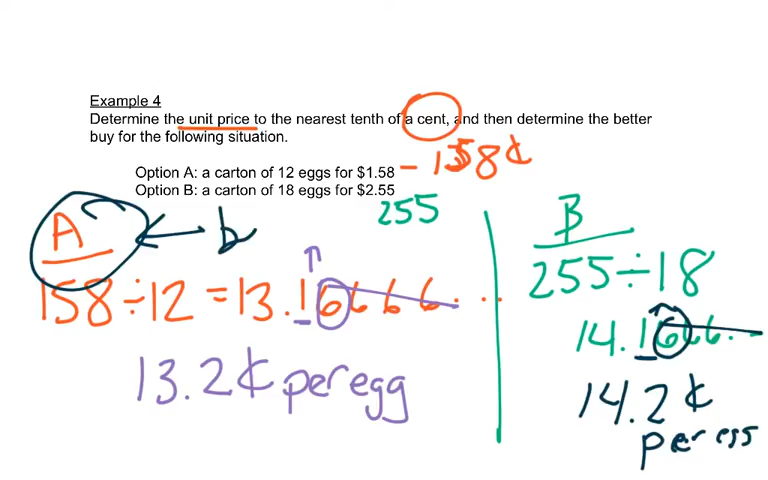 Example 4
Determine the unit price to the nearest tenth of a cent, and then determine the better
buy for the following situation.
Option A: a carton of 12 eggs for $1.58 - 158¢
Option B: a carton of 18 eggs for $2.55
255
A
b
158 ÷ 12 = 13.1666...
13.2¢ per egg
B
255 ÷ 18
14.166..
14.2¢
per egg